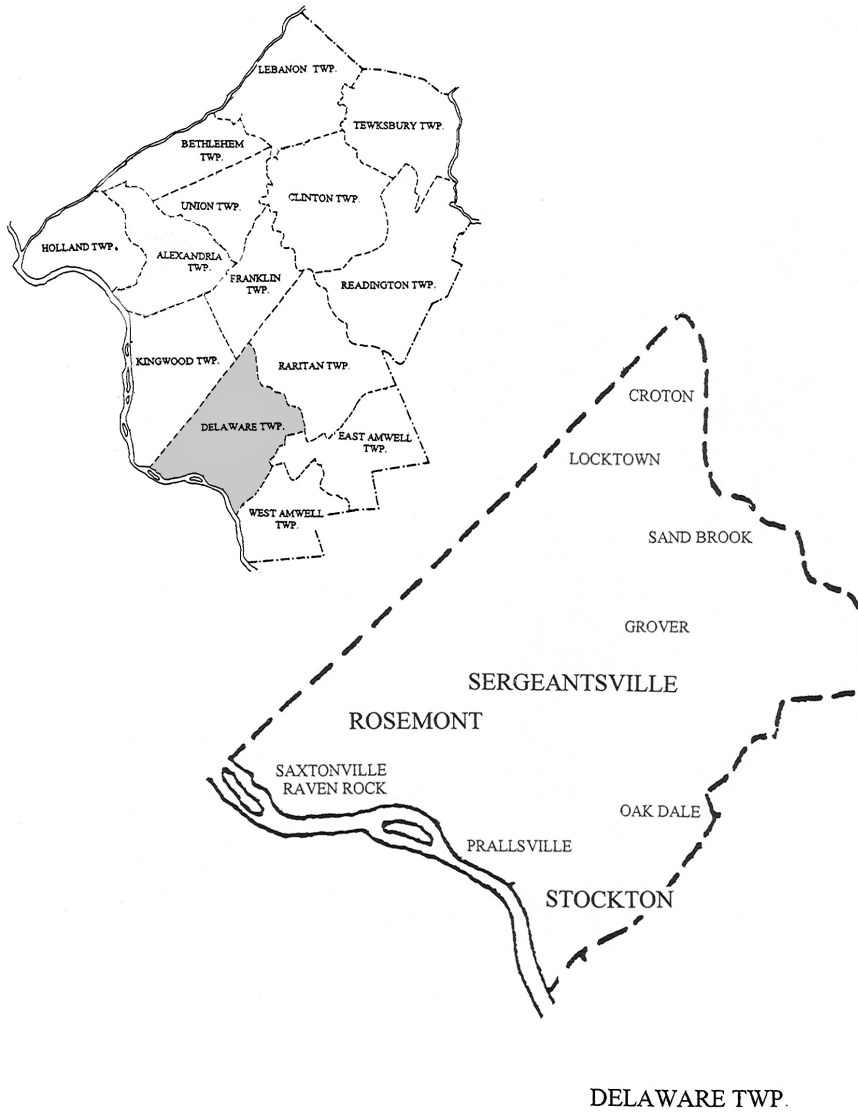 LEBANON TWP.
TEWKSBURY TWP.
BETHLEHEM
TWP.
CLINTON TWP.
UNION TWP.
HOLLAND TWP.
ALEXANDRIA
TWP.
FRANKLIN
TWP.
READINGTON TWP.
KINGWOOD TWP.
RARITAN TWP.
DELAWARE TWP.
EAST AMWELL
TWP.
WEST AMWELL
TWP.
CROTON
LOCKTOWN
SAND BROOK
GROVER
SERGEANTSVILLE
ROSEMONT
SAXTONVILLE
RAVEN ROCK
OAK DALE
PRALLSVILLE
STOCKTON
DELAWARE TWP.